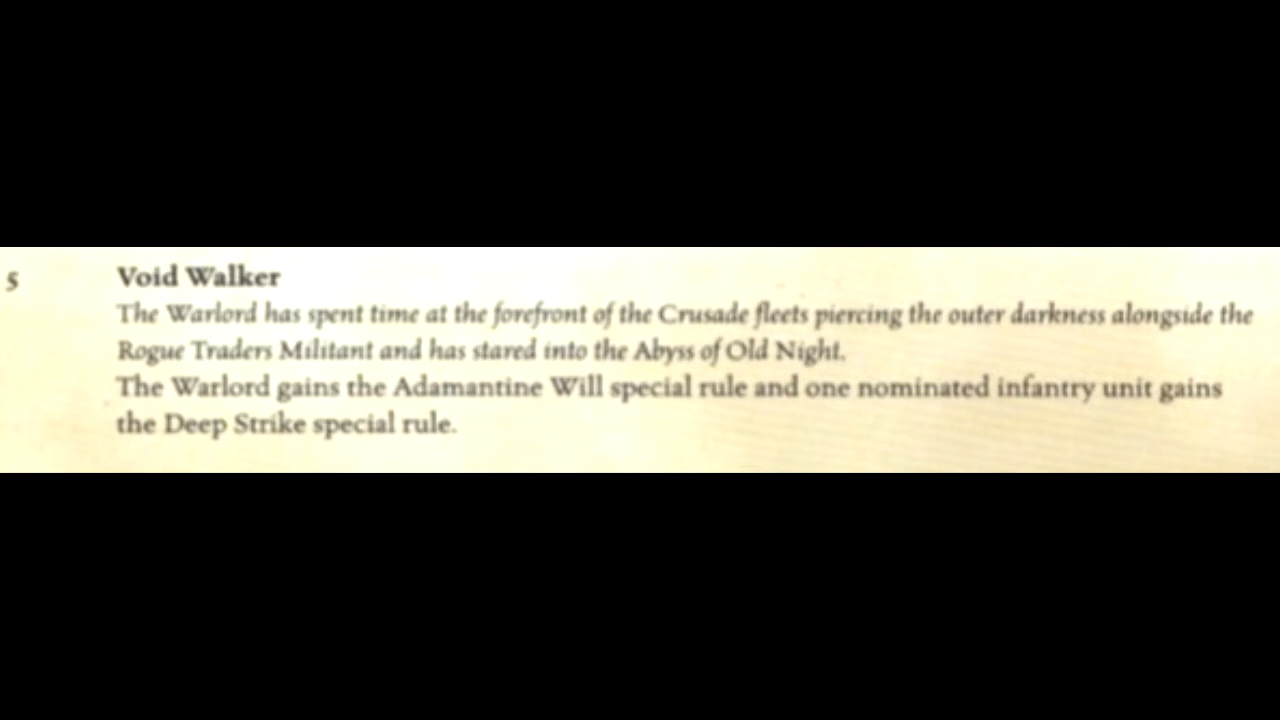 5 Void Walker
The Warlord has spent time at the forefront of the Crusade fleets piercing the outer darkness alongside the
Rogue Traders Militant and has stared into the Abyss of Old Night.
The Warlord gains the Adamantine Will special rule and one nominated infantry unit gains
the Deep Strike special rule.